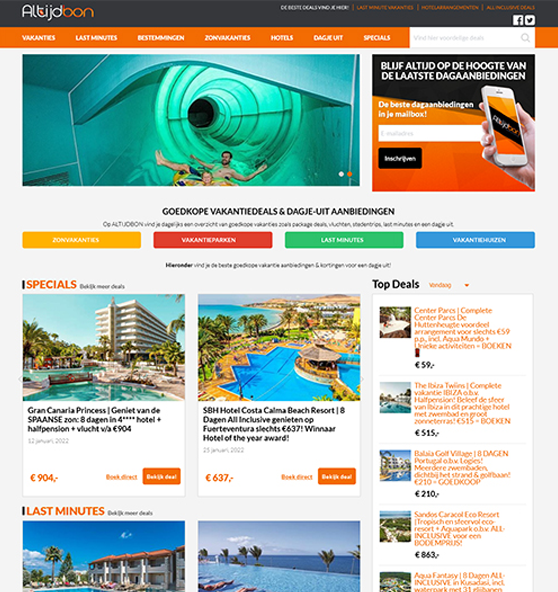 Altijdbon
DE BESTE DEALS VIND JE HIER! | LAST MINUTE VAKANTIES | HOTELARRANGEMENTEN | ALL INCLUSIVE DEALS
VAKANTIES LAST MINUTES BESTEMMINGEN ZONVAKANTIES HOTELS DAGJE UIT SPECIALS Vind hier voordelige deals!
BLIJF ALTIJD OP DE HOOGTE VAN
DE LAATSTE DAGAANBIEDINGEN
De beste dagaanbiedingen
in je mailbox!
E-mailadres
Inschrijven
Altijdbon
GOEDKOPE VAKANTIEDEALS & DAGJE-UIT AANBIEDINGEN
Op ALTIJDBON vind je dagelijks een overzicht van goedkope vakanties zoals package deals, vluchten, stedentrips, last minutes en een dagje uit.
ZONVAKANTIES VAKANTIEPARKEN LAST MINUTES VAKANTIEHUIZEN
Hieronder vind je de beste goedkope vakantie aanbiedingen & kortingen voor een dagje uit!
SPECIALS Bekijk meer deals
Gran Canaria Princess | Geniet van de
SPAANSE zon: 8 dagen in 4**** hotel +
halfpension + vlucht v/a €904
12 januari, 2022
€ 904,- Boek direct Bekijk deal
SBH Hotel Costa Calma Beach Resort | 8
Dagen All Inclusive genieten op
Fuerteventura slechts €637! Winnaar
Hotel of the year award!
25 januari, 2022
€ 637,- Boek direct Bekijk deal
LAST MINUTES Bekijk meer deals
Top Deals Vandaag
Center Parcs | Complete
Center Parcs De
Huttenheugte voordeel
arrangement voor slechts €59
p.p., incl. Aqua Mundo +
Unieke activiteiten = BOEKEN
€ 59,-
The Ibiza Twiins | Complete
vakantie IBIZA o.b.v.
Halfpension! Beleef de sfeer
van Ibiza in dit prachtige hotel
met zwembad en groot
zonneterras! €515 = BOEKEN
€ 515,-
Balaia Golf Village | 8 DAGEN
Portugal o.b.v. Logies!
Meerdere zwembaden,
dichtbij het strand & golfbaan!
€210 = GOEDKOOP
€ 210,-
Sandos Caracol Eco Resort
|Tropisch en sfeervol eco-
resort + Aquapark o.b.v. ALL-
INCLUSIVE voor een
BODEMPRIJS!
€ 863,-
Aqua Fantasy | 8 DAGEN ALL-
INCLUSIVE in Kusadasi, incl.
waterpark met 31 glijbanen